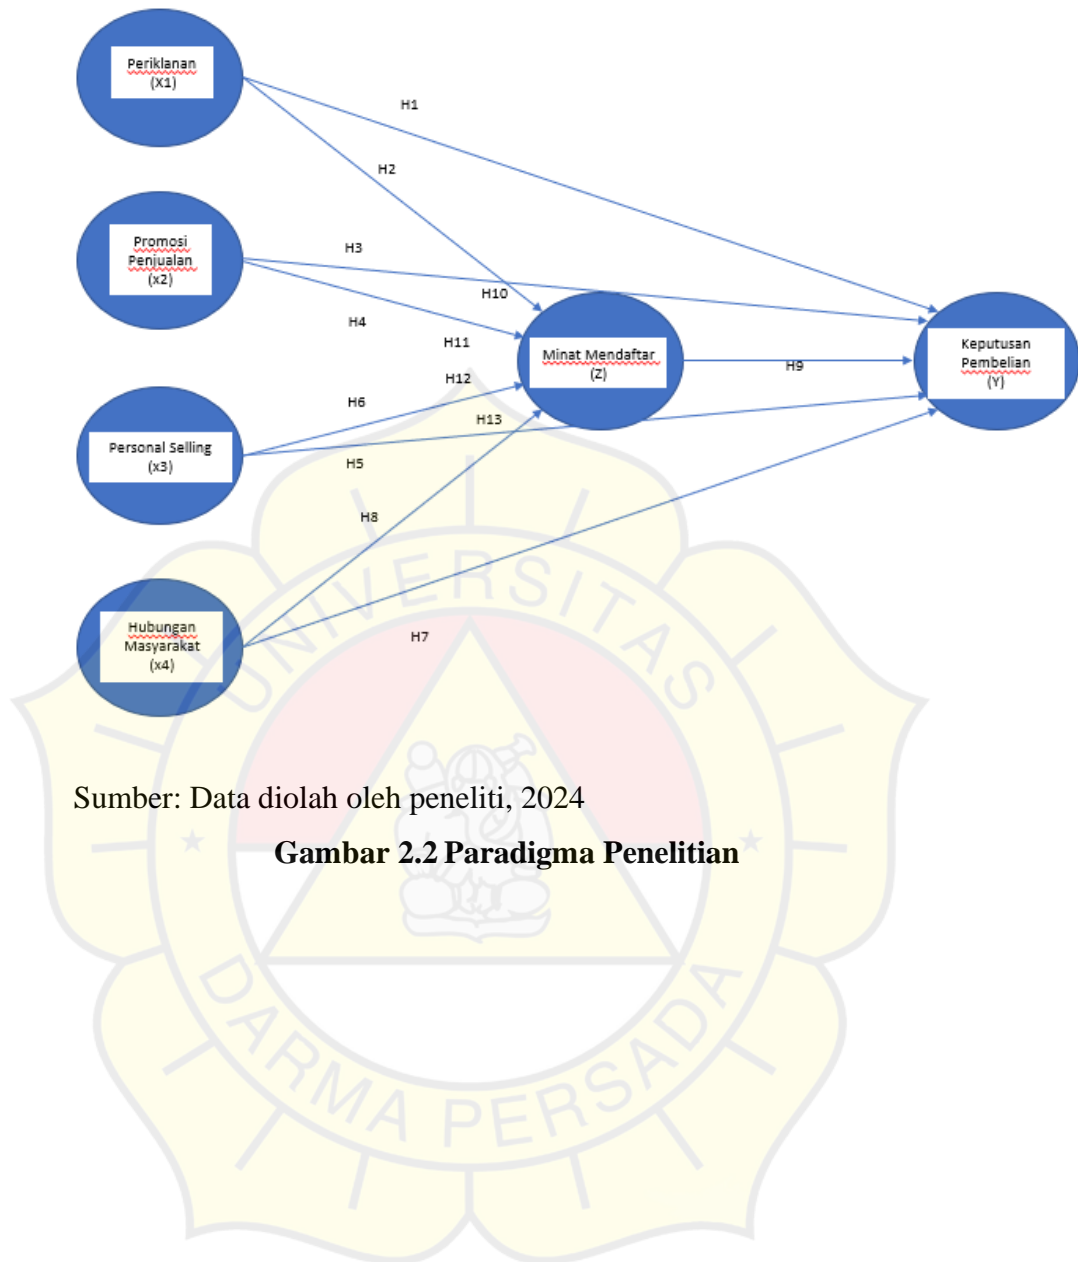 Periklanan
(X1)
H1
H2
Promosi
Penjualan
(x2)
H3
H10
H4
H11
Minat Mendaftar
(Z)
Keputusan
Pembelian
(Y)
H9
H12
H6
H13
Personal Selling
(x3)
H5
H8
Hubungan
Masyarakat
(x4)
H7
UNIVERSITAS
Sumber: Data diolah oleh peneliti, 2024
Gambar 2.2 Paradigma Penelitian
DARMA PERSADA